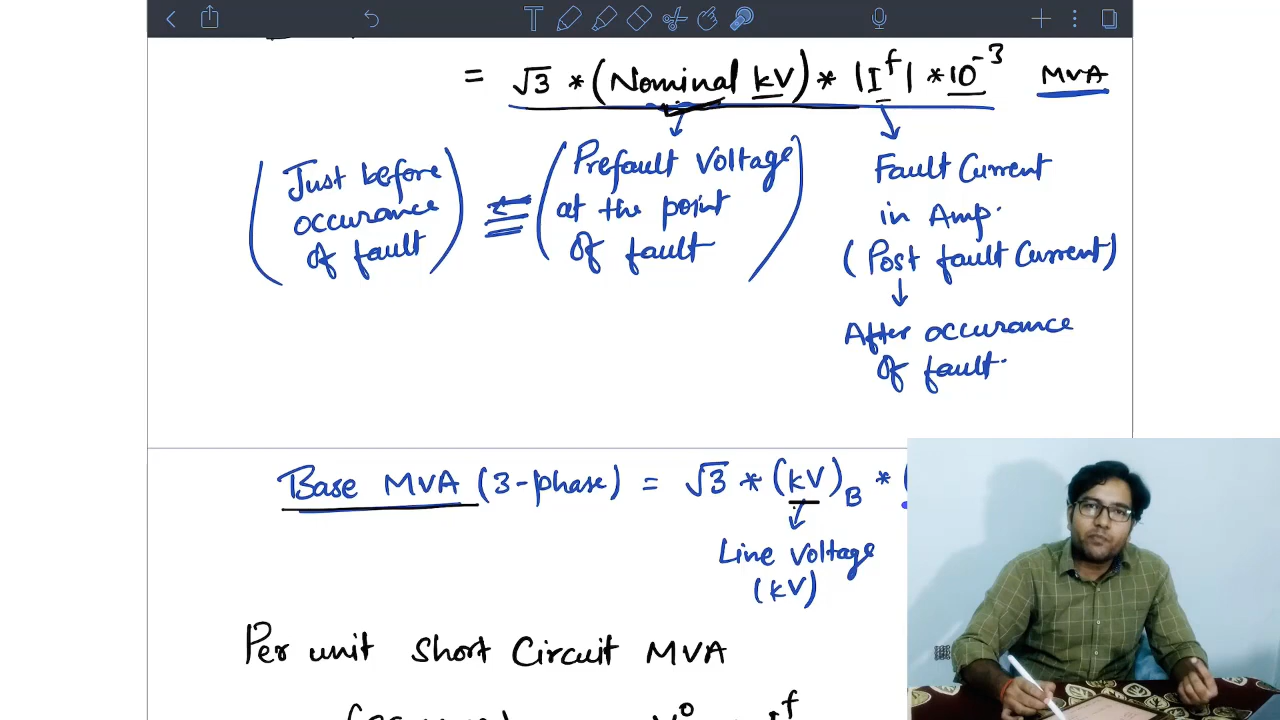 = √3 * (Nominal kV) * |I^f| * 10^-3 MVA
(Just before occurance of fault) ≡ (Prefault Voltage at the point of fault)
Fault Current
in Amp.
(Post fault Current)
After occurance
of fault.
Base MVA (3-phase) = √3 * (kV)_B * (
Line Voltage
(kV)
Per unit Short Circuit MVA